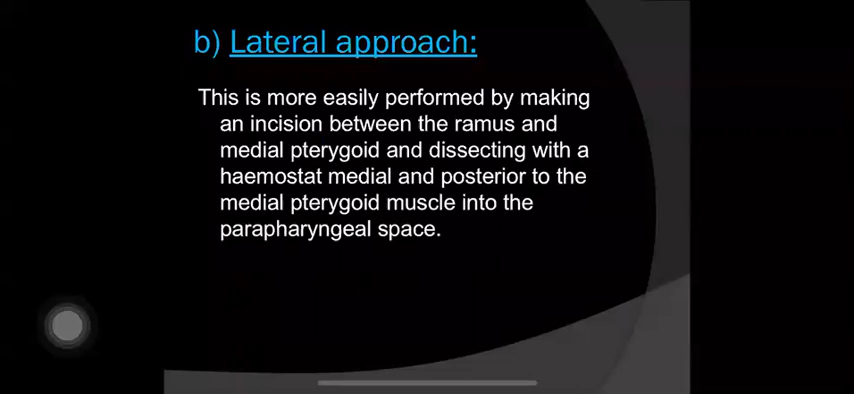 b) Lateral approach:
This is more easily performed by making
an incision between the ramus and
medial pterygoid and dissecting with a
haemostat medial and posterior to the
medial pterygoid muscle into the
parapharyngeal space.